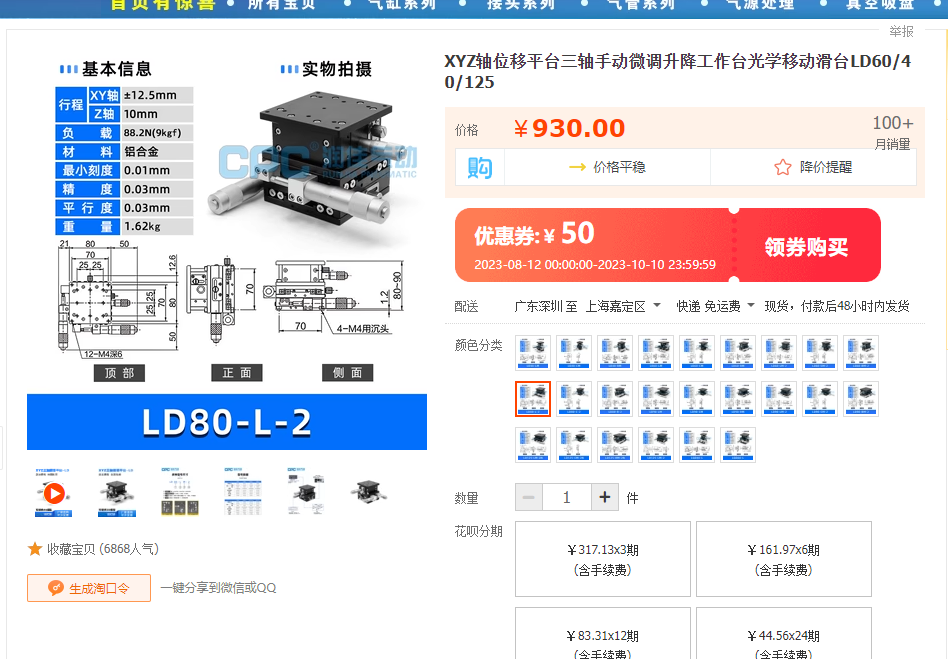 首页有惊喜 所有宝贝 气缸系列 接头系列 气管系列 气源处理 真空吸盘
举报
基本信息
实物拍摄
行程 XY轴 ±12.5mm
Z轴 10mm
负载 88.2N(9kgf)
材料 铝合金
最小刻度 0.01mm
精度 0.03mm
平行度 0.03mm
重量 1.62kg
21 80 50
70
25 25
12.6
25 25
70
80
50
12-M4深6
70
70
1.2
80~90
4-M4用沉头
顶部
正面
侧面
LD80-L-2
收藏宝贝 (6868人气)
生成淘口令
一键分享到微信或QQ
XYZ轴位移平台三轴手动微调升降工作台光学移动滑台LD60/4
0/125
价格
¥930.00
100+
月销量
购
价格平稳
降价提醒
优惠券:¥ 50
2023-08-12 00:00:00-2023-10-10 23:59:59
领券购买
配送
广东深圳 至 上海嘉定区
快递 免运费
现货，付款后48小时内发货
颜色分类
数量
1
件
花呗分期
¥317.13x3期
(含手续费)
¥161.97x6期
(含手续费)
¥83.31x12期
(含手续费)
¥44.56x24期
(含手续费)